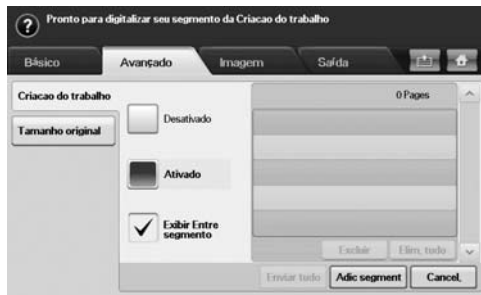 Pronto para digitalizar seu segmento da Criacao do trabalho
Básico
Avançado
Imagem
Saída
Criacao do trabalho
Tamanho original
Desativado
Ativado
Exibir Entre
segmento
0 Pages
Excluir
Elim. tudo
Enviar tudo
Adic segment
Cancel.